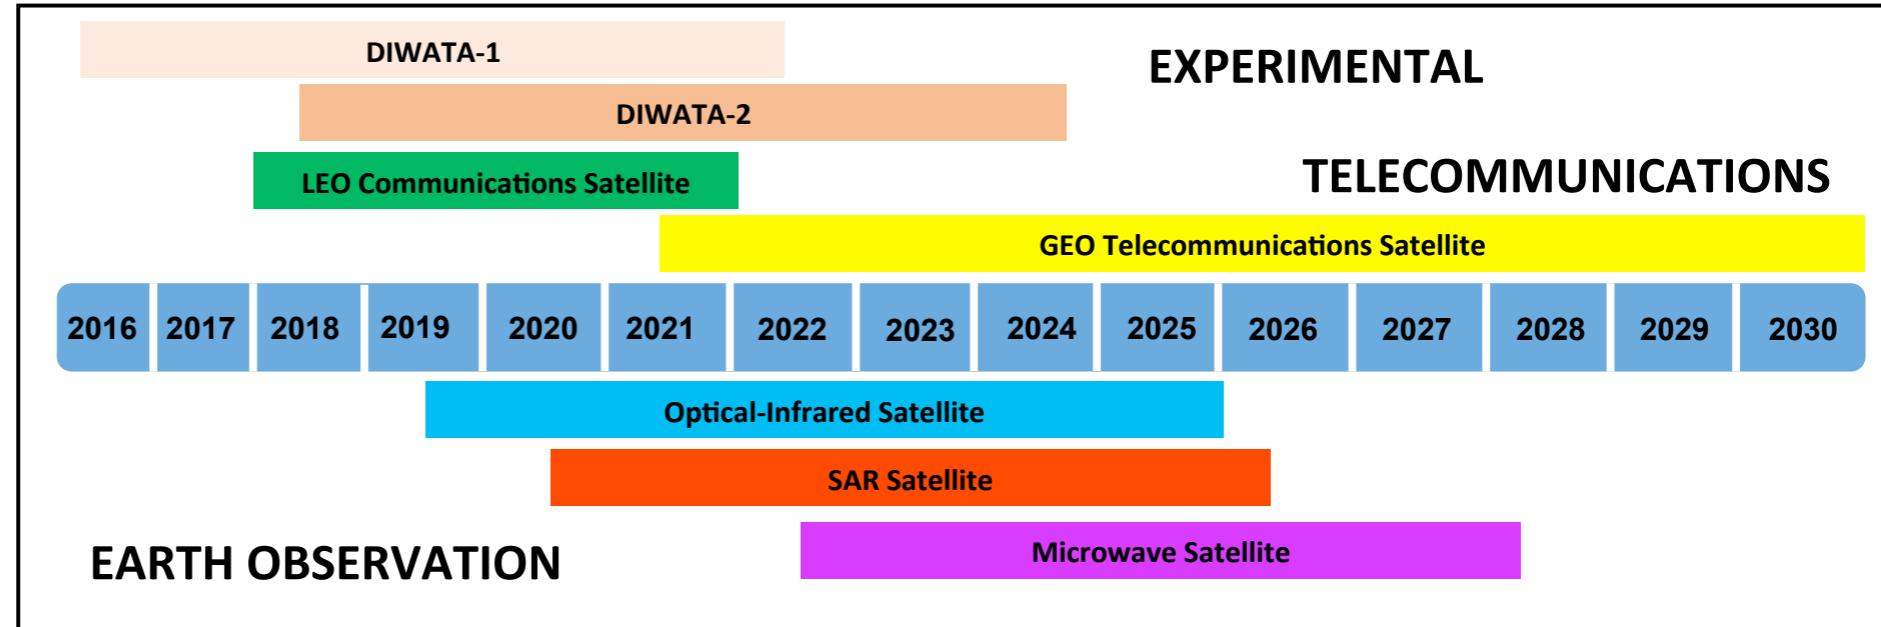 DIWATA-1
EXPERIMENTAL
DIWATA-2
LEO Communications Satellite
TELECOMMUNICATIONS
GEO Telecommunications Satellite
2016 2017 2018 2019 2020 2021 2022 2023 2024 2025 2026 2027 2028 2029 2030
Optical-Infrared Satellite
SAR Satellite
Microwave Satellite
EARTH OBSERVATION